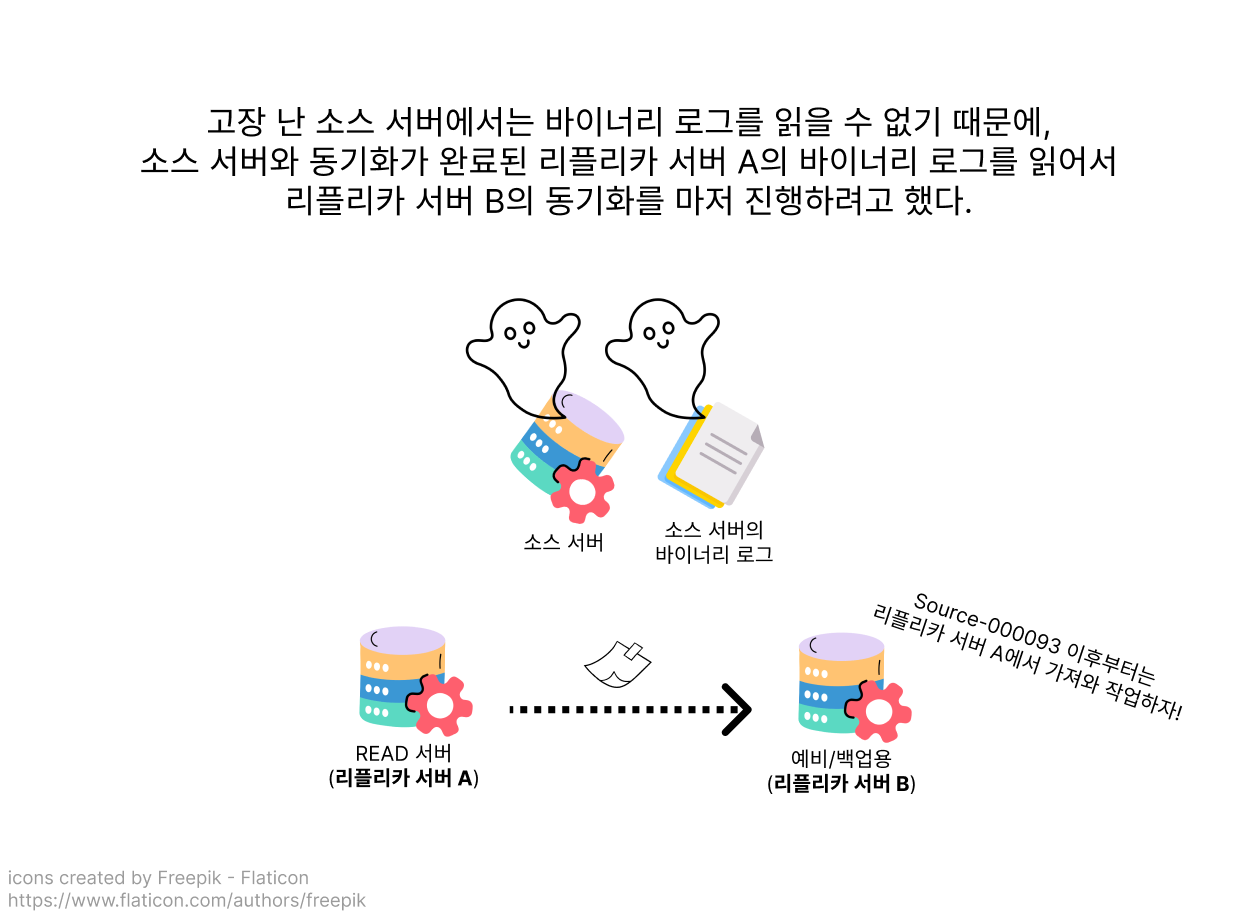 고장 난 소스 서버에서는 바이너리 로그를 읽을 수 없기 때문에,
소스 서버와 동기화가 완료된 리플리카 서버 A의 바이너리 로그를 읽어서
리플리카 서버 B의 동기화를 마저 진행하려고 했다.
소스 서버
소스 서버의
바이너리 로그
Source-000093 이후부터는
리플리카 서버 A에서 가져와 작업하자!
READ 서버
(리플리카 서버 A)
예비/백업용
(리플리카 서버 B)
icons created by Freepik - Flaticon
https://www.flaticon.com/authors/freepik